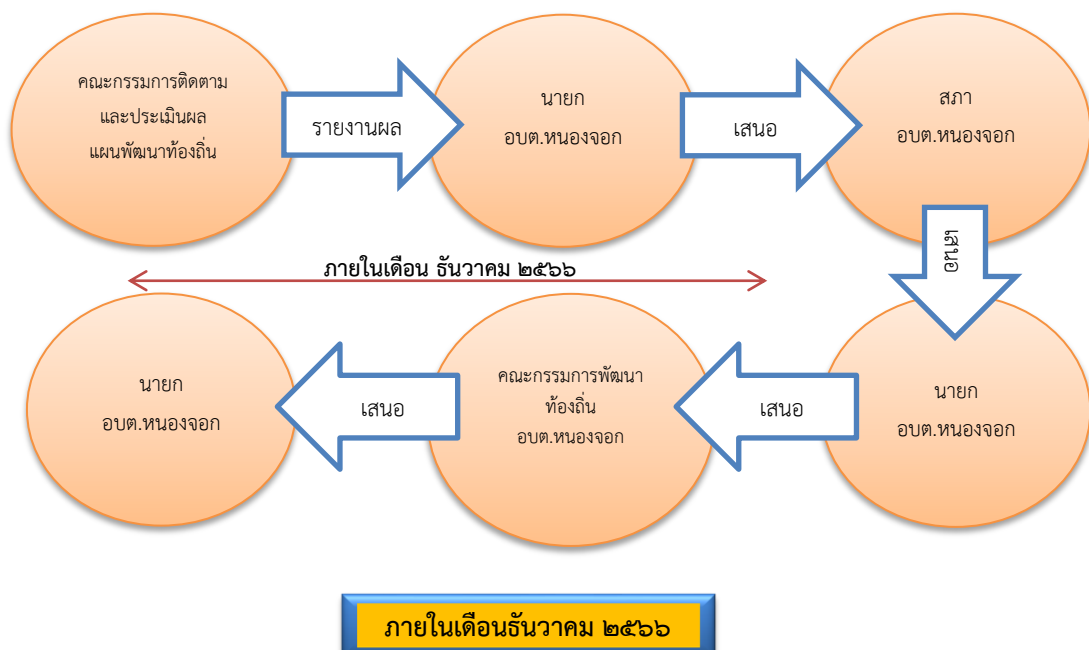 คณะกรรมการติดตาม
และประเมินผล
แผนพัฒนาท้องถิ่น
รายงานผล
นายก
อบต.หนองจอก
เสนอ
สภา
อบต.หนองจอก
เสนอ
ภายในเดือน ธันวาคม ๒๕๖๖
นายก
อบต.หนองจอก
เสนอ
คณะกรรมการพัฒนา
ท้องถิ่น
อบต.หนองจอก
เสนอ
นายก
อบต.หนองจอก
ภายในเดือนธันวาคม ๒๕๖๖